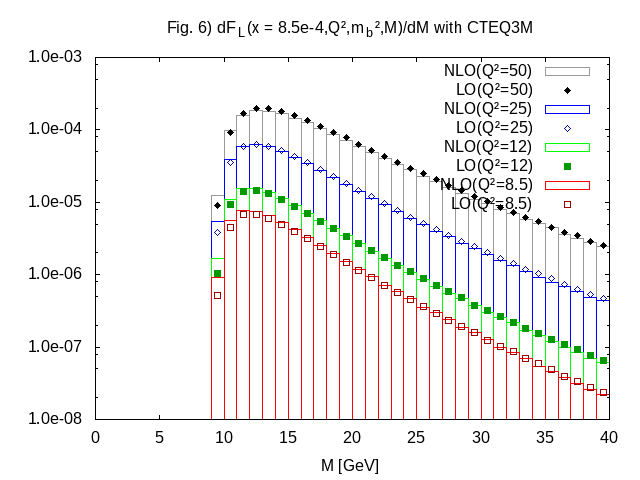 Fig. 6) dF_L(x = 8.5e-4,Q²,m_b²,M)/dM with CTEQ3M
1.0e-03
1.0e-04
1.0e-05
1.0e-06
1.0e-07
1.0e-08
NLO(Q²=50)
LO(Q²=50)
NLO(Q²=25)
LO(Q²=25)
NLO(Q²=12)
LO(Q²=12)
NLO(Q²=8.5)
LO(Q²=8.5)
0 5 10 15 20 25 30 35 40
M [GeV]